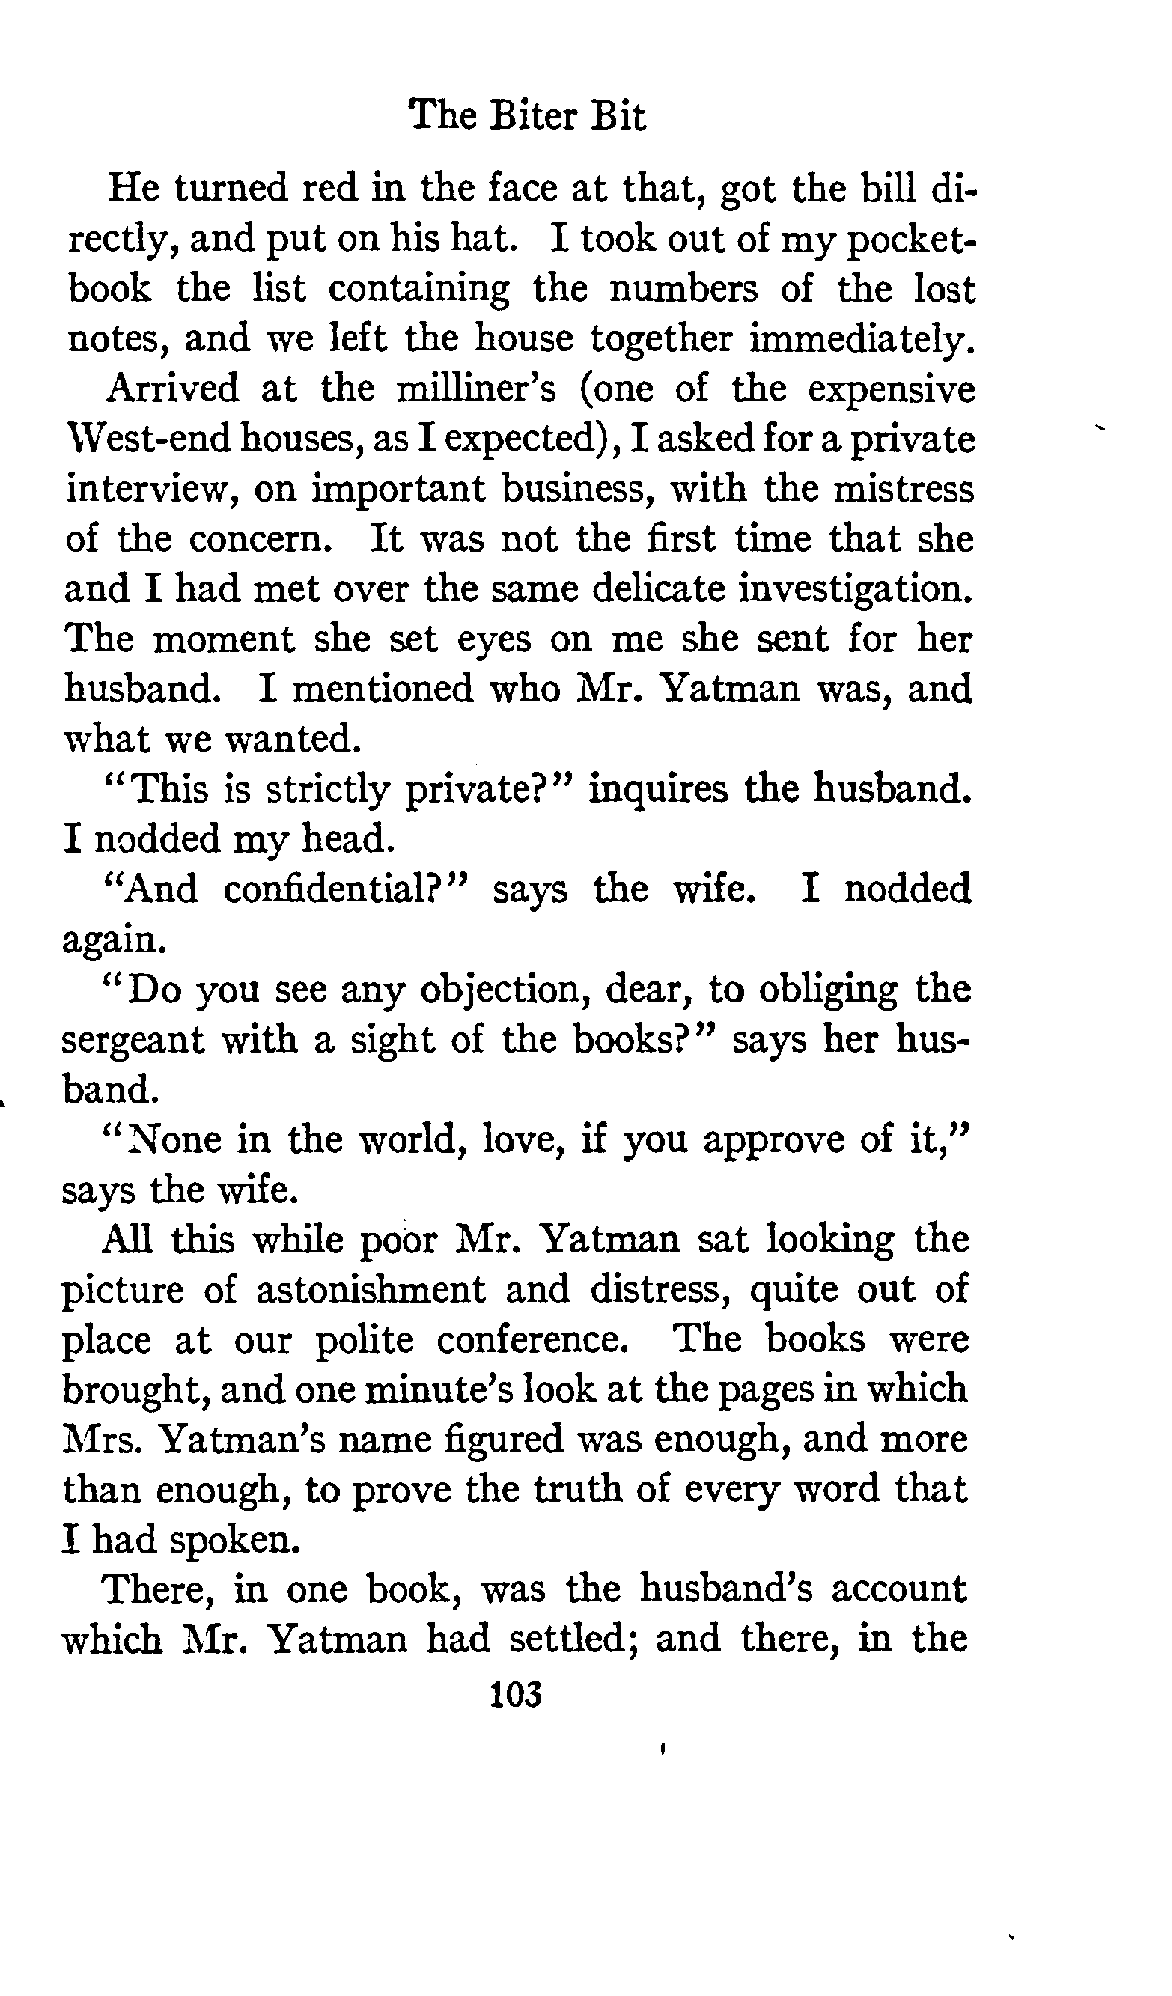 The Biter Bit
He turned red in the face at that, got the bill di-
rectly, and put on his hat. I took out of my pocket-
book the list containing the numbers of the lost
notes, and we left the house together immediately.
Arrived at the milliner's (one of the expensive
West-end houses, as I expected), I asked for a private
interview, on important business, with the mistress
of the concern. It was not the first time that she
and I had met over the same delicate investigation.
The moment she set eyes on me she sent for her
husband. I mentioned who Mr. Yatman was, and
what we wanted.
"This is strictly private?" inquires the husband.
I nodded my head.
"And confidential?" says the wife. I nodded
again.
"Do you see any objection, dear, to obliging the
sergeant with a sight of the books?" says her hus-
band.
"None in the world, love, if you approve of it,"
says the wife.
All this while poor Mr. Yatman sat looking the
picture of astonishment and distress, quite out of
place at our polite conference. The books were
brought, and one minute's look at the pages in which
Mrs. Yatman's name figured was enough, and more
than enough, to prove the truth of every word that
I had spoken.
There, in one book, was the husband's account
which Mr. Yatman had settled; and there, in the
103